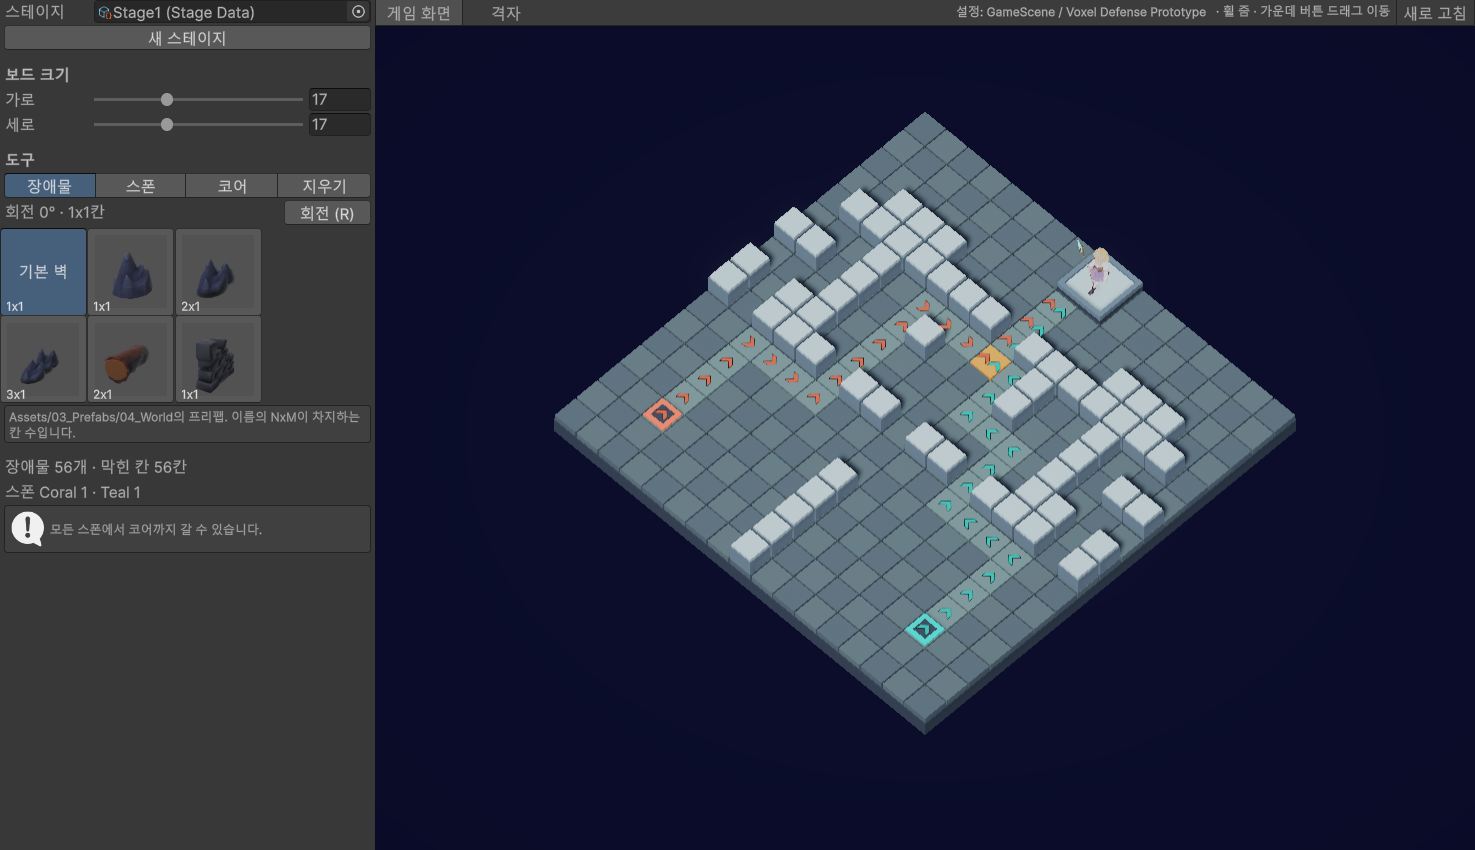 스테이지
Stage1 (Stage Data)
새 스테이지
보드 크기
가로
17
세로
17
도구
장애물
스폰
코어
지우기
회전 0° · 1x1칸
회전 (R)
기본 벽
1x1
1x1
2x1
3x1
2x1
1x1
Assets/03_Prefabs/04_World의 프리팹. 이름의 NxM이 차지하는
칸 수입니다.
장애물 56개 · 막힌 칸 56칸
스폰 Coral 1 · Teal 1
모든 스폰에서 코어까지 갈 수 있습니다.
게임 화면
격자
설정: GameScene / Voxel Defense Prototype · 휠 줌 · 가운데 버튼 드래그 이동
새로 고침